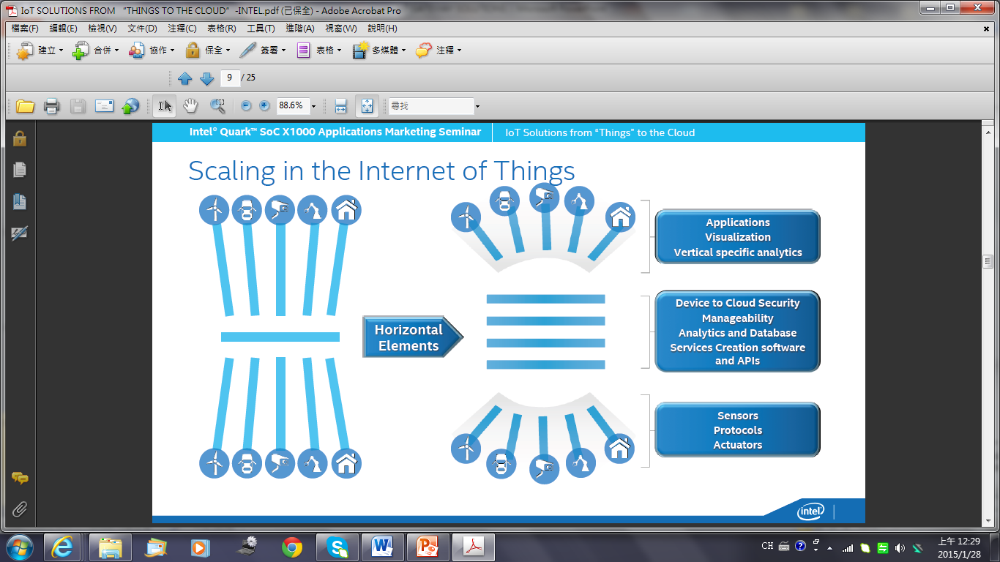 IoT SOLUTIONS FROM “THINGS TO THE CLOUD” -INTEL.pdf (已保全) - Adobe Acrobat Pro
檔案(F) 編輯(E) 檢視(V) 文件(D) 注釋(C) 表格(R) 工具(T) 進階(A) 視窗(W) 說明(H)
建立 合併 協作 保全 簽署 表格 多媒體 注釋
9 / 25
88.6% 尋找
Intel® Quark™ SoC X1000 Applications Marketing Seminar
IoT Solutions from “Things” to the Cloud
Scaling in the Internet of Things
Applications
Visualization
Vertical specific analytics
Horizontal
Elements
Device to Cloud Security
Manageability
Analytics and Database
Services Creation software
and APIs
Sensors
Protocols
Actuators
intel
CH
上午 12:29
2015/1/28